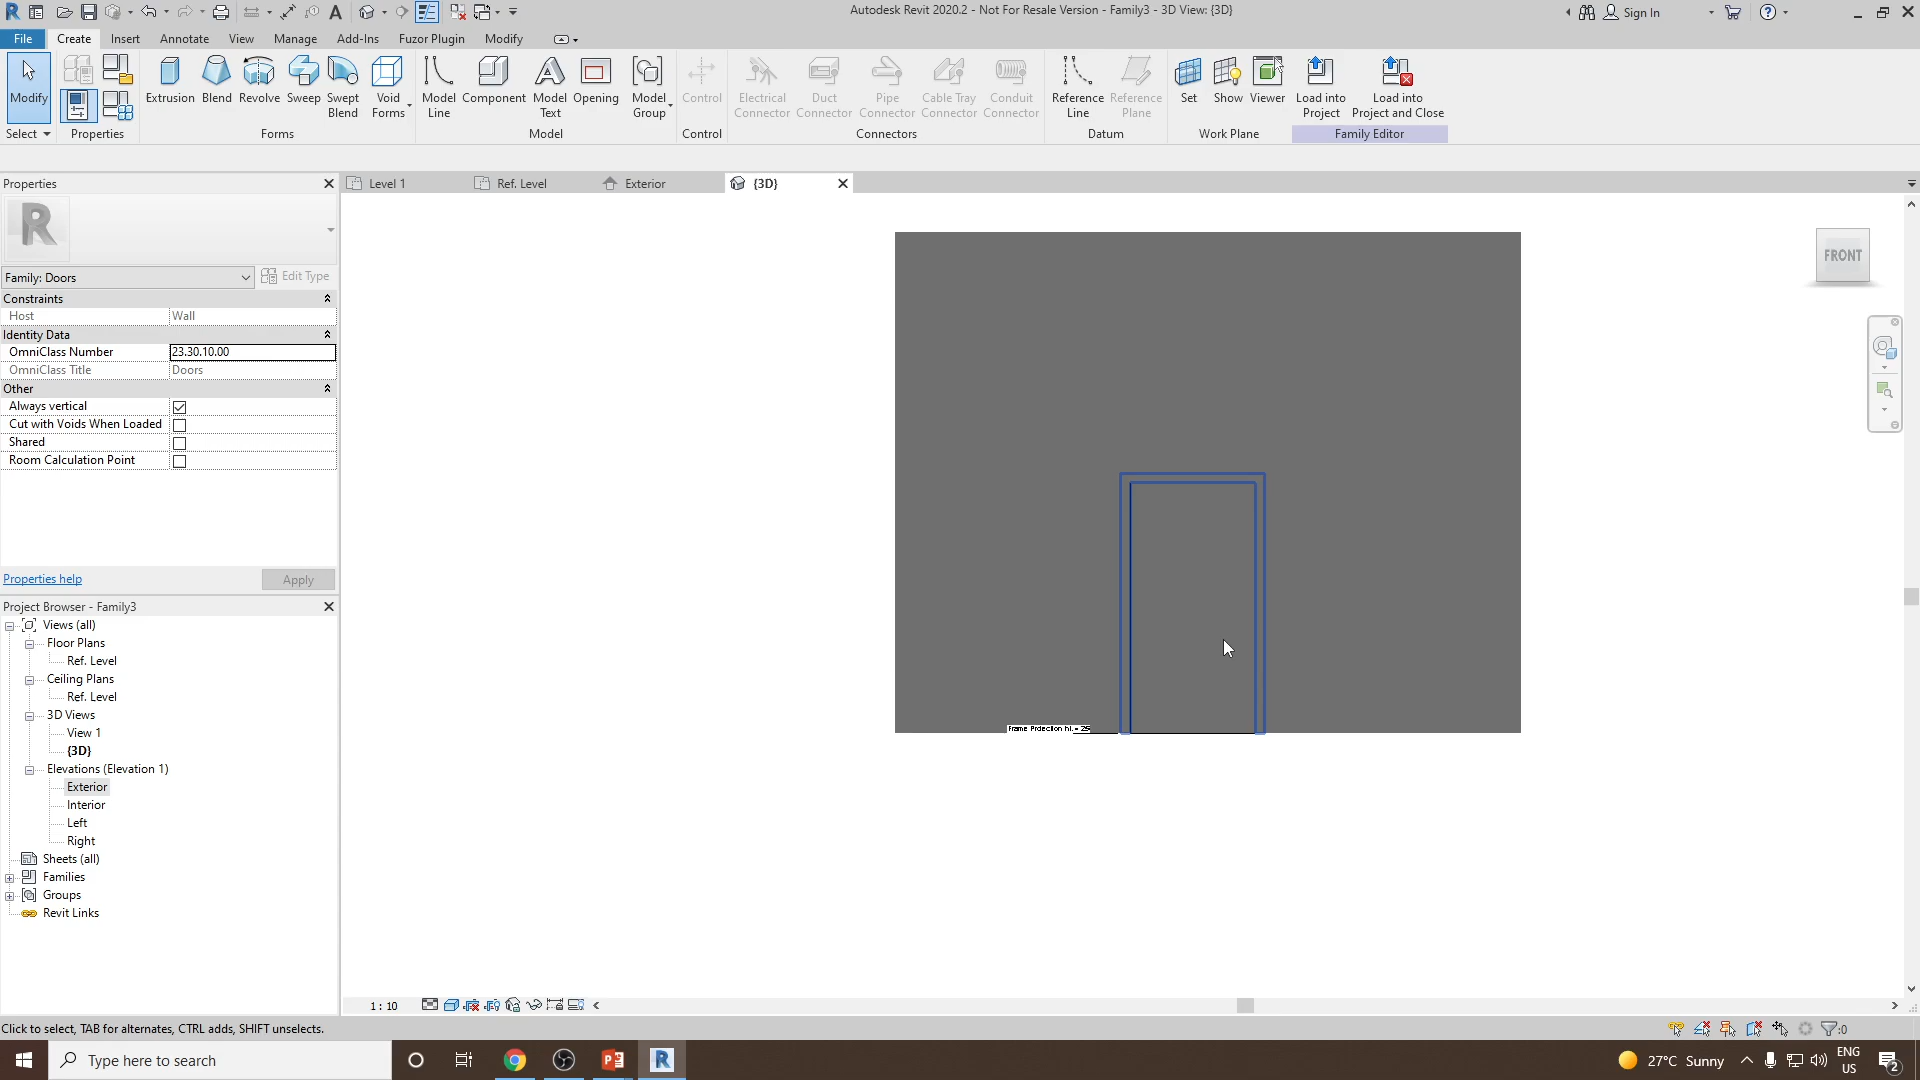 Autodesk Revit 2020.2 - Not For Resale Version - Family3 - 3D View: {3D}
Sign In
File
Create
Insert
Annotate
View
Manage
Add-Ins
Fuzor Plugin
Modify
Modify
Extrusion
Blend
Revolve
Sweep
Swept
Blend
Void
Forms
Model
Line
Component
Model
Text
Opening
Model
Group
Control
Electrical
Connector
Duct
Connector
Pipe
Connector
Cable Tray
Connector
Conduit
Connector
Reference
Line
Reference
Plane
Set
Show
Viewer
Load into
Project
Load into
Project and Close
Select
Properties
Forms
Model
Control
Connectors
Datum
Work Plane
Family Editor
Properties
Level 1
Ref. Level
Exterior
{3D}
R
Family: Doors
Edit Type
Constraints
Host
Wall
Identity Data
OmniClass Number
23.30.10.00
OmniClass Title
Doors
Other
Always vertical
Cut with Voids When Loaded
Shared
Room Calculation Point
Properties help
Apply
Project Browser - Family3
Views (all)
Floor Plans
Ref. Level
Ceiling Plans
Ref. Level
3D Views
View 1
{3D}
Elevations (Elevation 1)
Exterior
Interior
Left
Right
Sheets (all)
Families
Groups
Revit Links
FRONT
1 : 10
Click to select, TAB for alternates, CTRL adds, SHIFT unselects.
:0
Type here to search
27°C Sunny
ENG
US
2